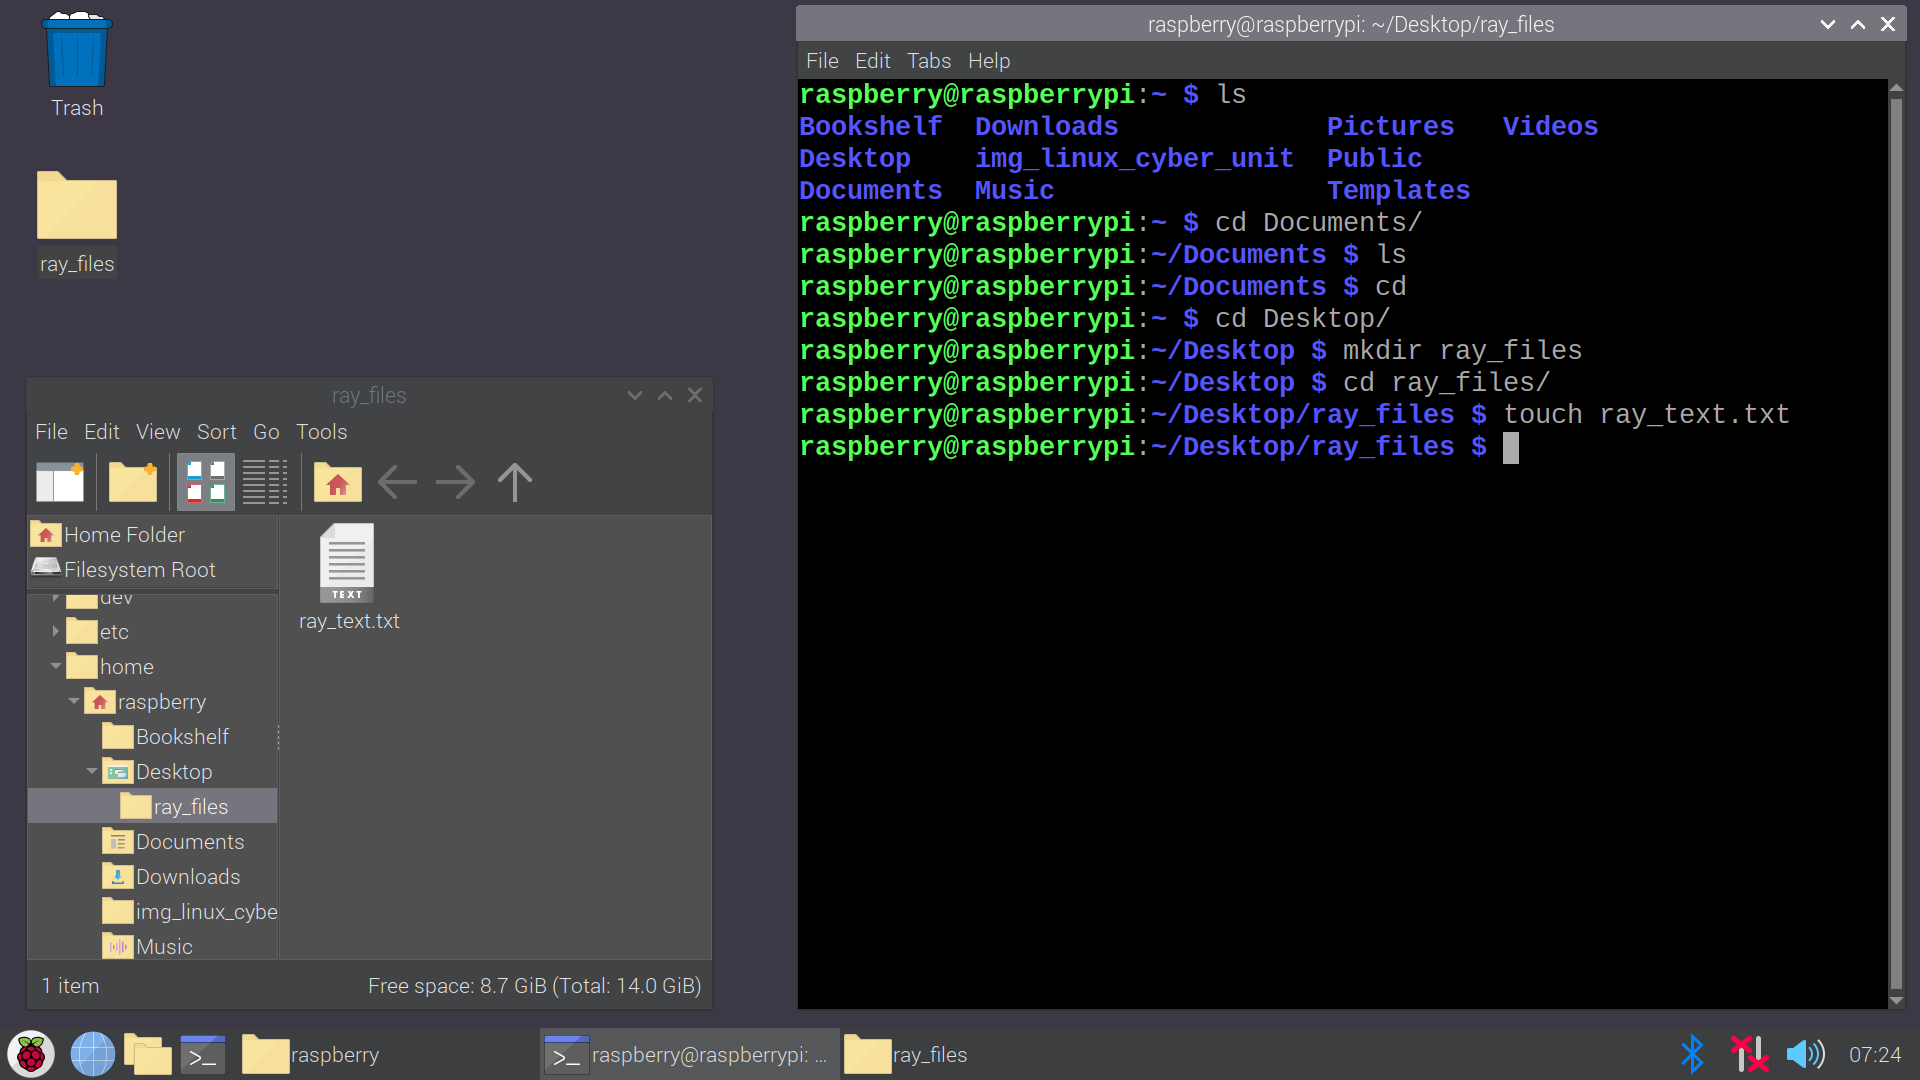 Trash
ray_files
raspberry@raspberrypi: ~/Desktop/ray_files
File Edit Tabs Help
raspberry@raspberrypi:~ $ ls
Bookshelf Downloads Pictures Videos
Desktop img_linux_cyber_unit Public
Documents Music Templates
raspberry@raspberrypi:~ $ cd Documents/
raspberry@raspberrypi:~/Documents $ ls
raspberry@raspberrypi:~/Documents $ cd
raspberry@raspberrypi:~ $ cd Desktop/
raspberry@raspberrypi:~/Desktop $ mkdir ray_files
raspberry@raspberrypi:~/Desktop $ cd ray_files/
raspberry@raspberrypi:~/Desktop/ray_files $ touch ray_text.txt
raspberry@raspberrypi:~/Desktop/ray_files $
ray_files
File Edit View Sort Go Tools
Home Folder
Filesystem Root
dev
etc
home
raspberry
Bookshelf
Desktop
ray_files
Documents
Downloads
img_linux_cybe
Music
TEXT
ray_text.txt
1 item
Free space: 8.7 GiB (Total: 14.0 GiB)
raspberry
raspberry@raspberrypi: ...
ray_files
07:24